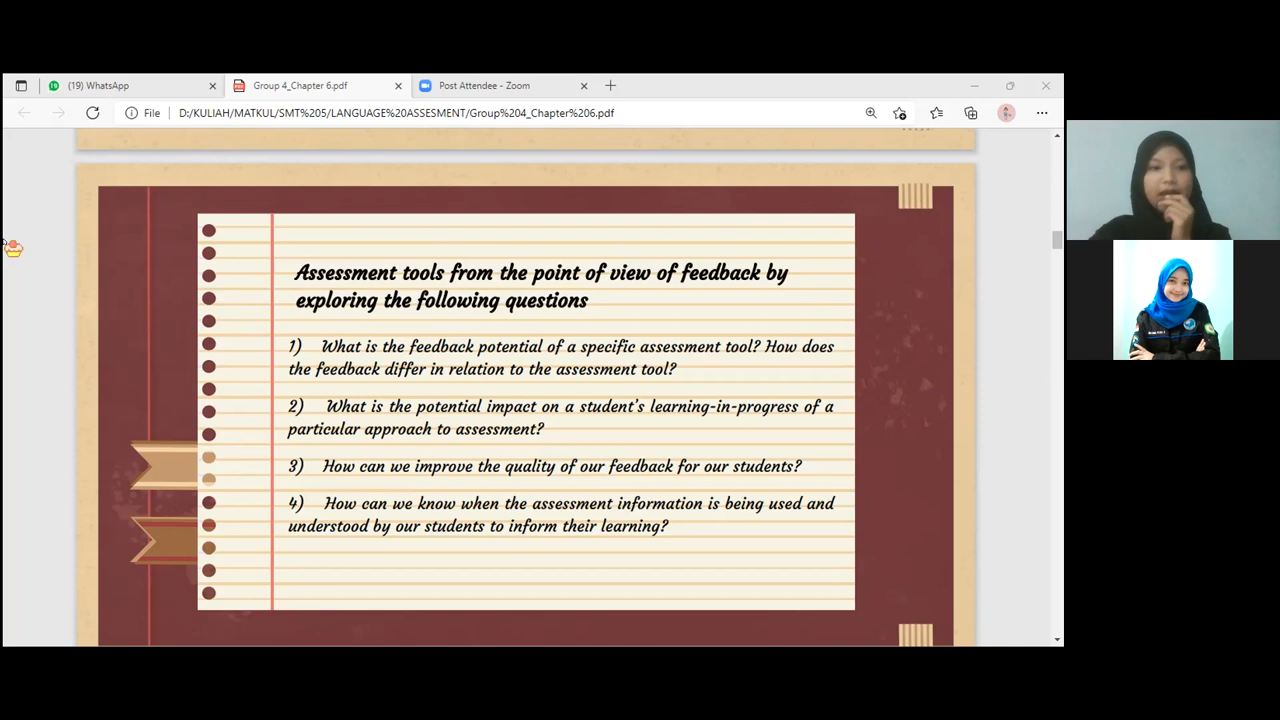 (19) WhatsApp
Group 4_Chapter 6.pdf
Post Attendee - Zoom
File D:/KULIAH/MATKUL/SMT%205/LANGUAGE%20ASSESMENT/Group%204_Chapter%206.pdf
Assessment tools from the point of view of feedback by
exploring the following questions
1) What is the feedback potential of a specific assessment tool? How does
the feedback differ in relation to the assessment tool?
2) What is the potential impact on a student's learning-in-progress of a
particular approach to assessment?
3) How can we improve the quality of our feedback for our students?
4) How can we know when the assessment information is being used and
understood by our students to inform their learning?